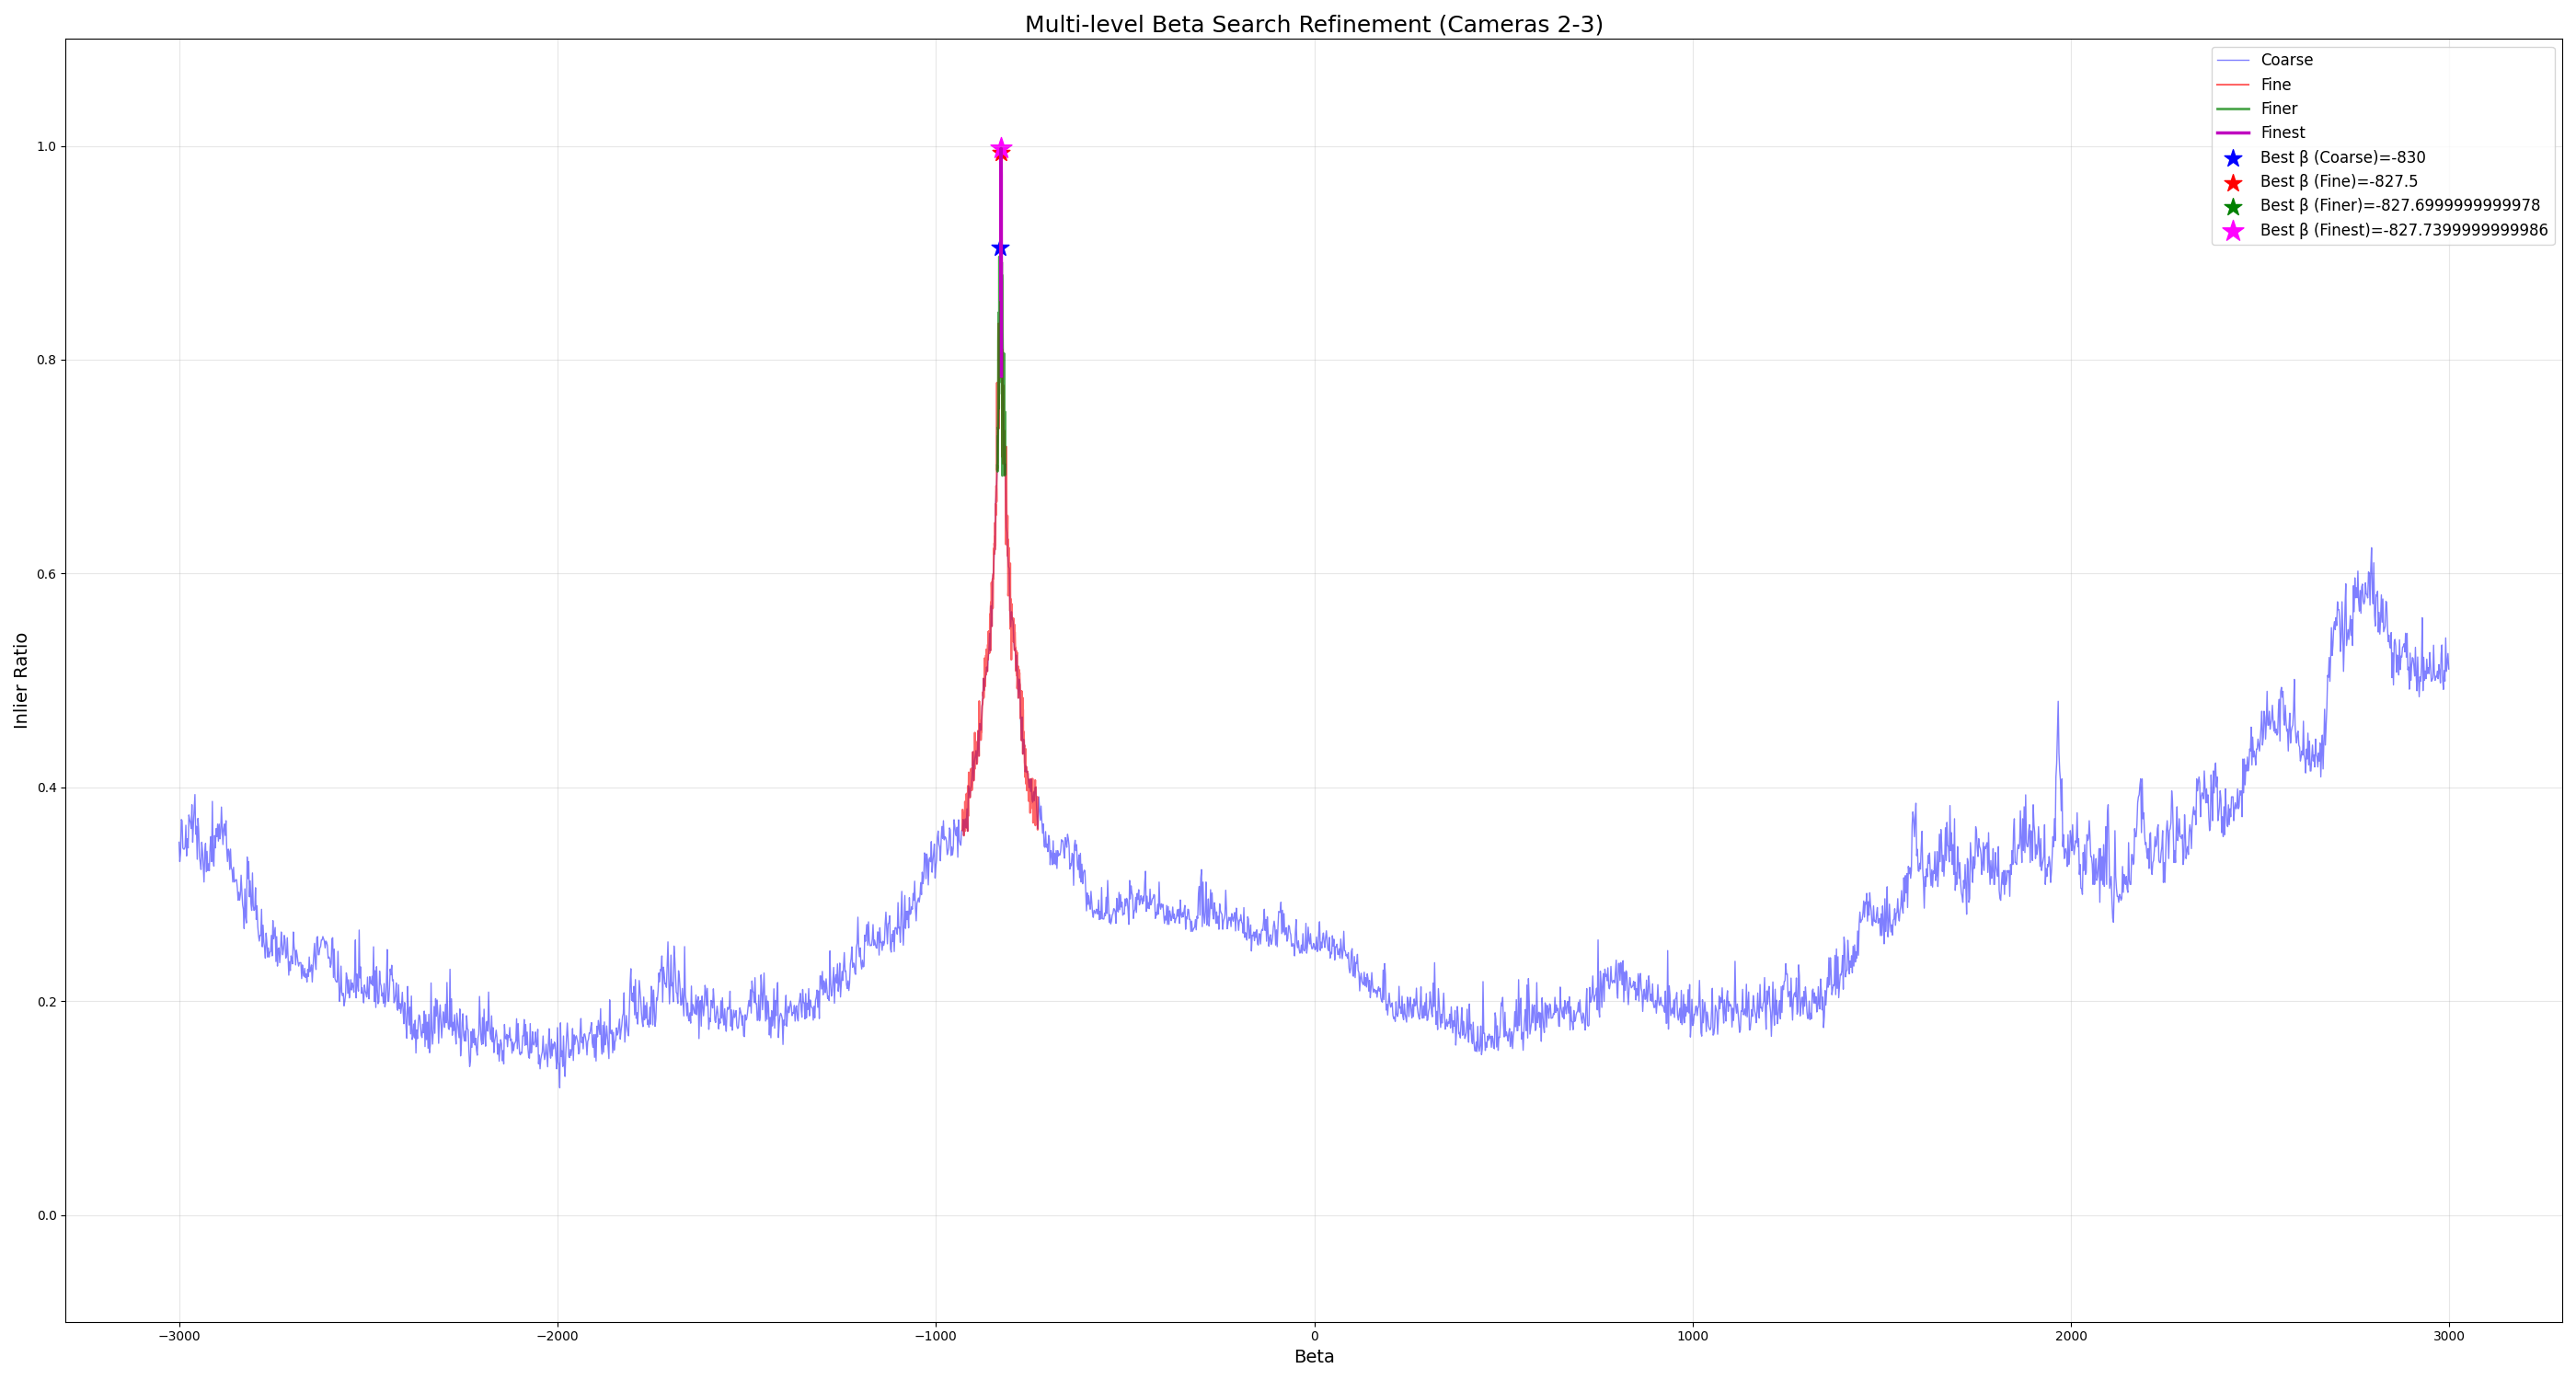 Multi-level Beta Search Refinement (Cameras 2-3)
Coarse
Fine
Finer
Finest
Best β (Coarse)=-830
Best β (Fine)=-827.5
Best β (Finer)=-827.6999999999978
Best β (Finest)=-827.7399999999986
1.0
0.8
0.6
0.4
0.2
0.0
Inlier Ratio
−3000 −2000 −1000 0 1000 2000 3000
Beta